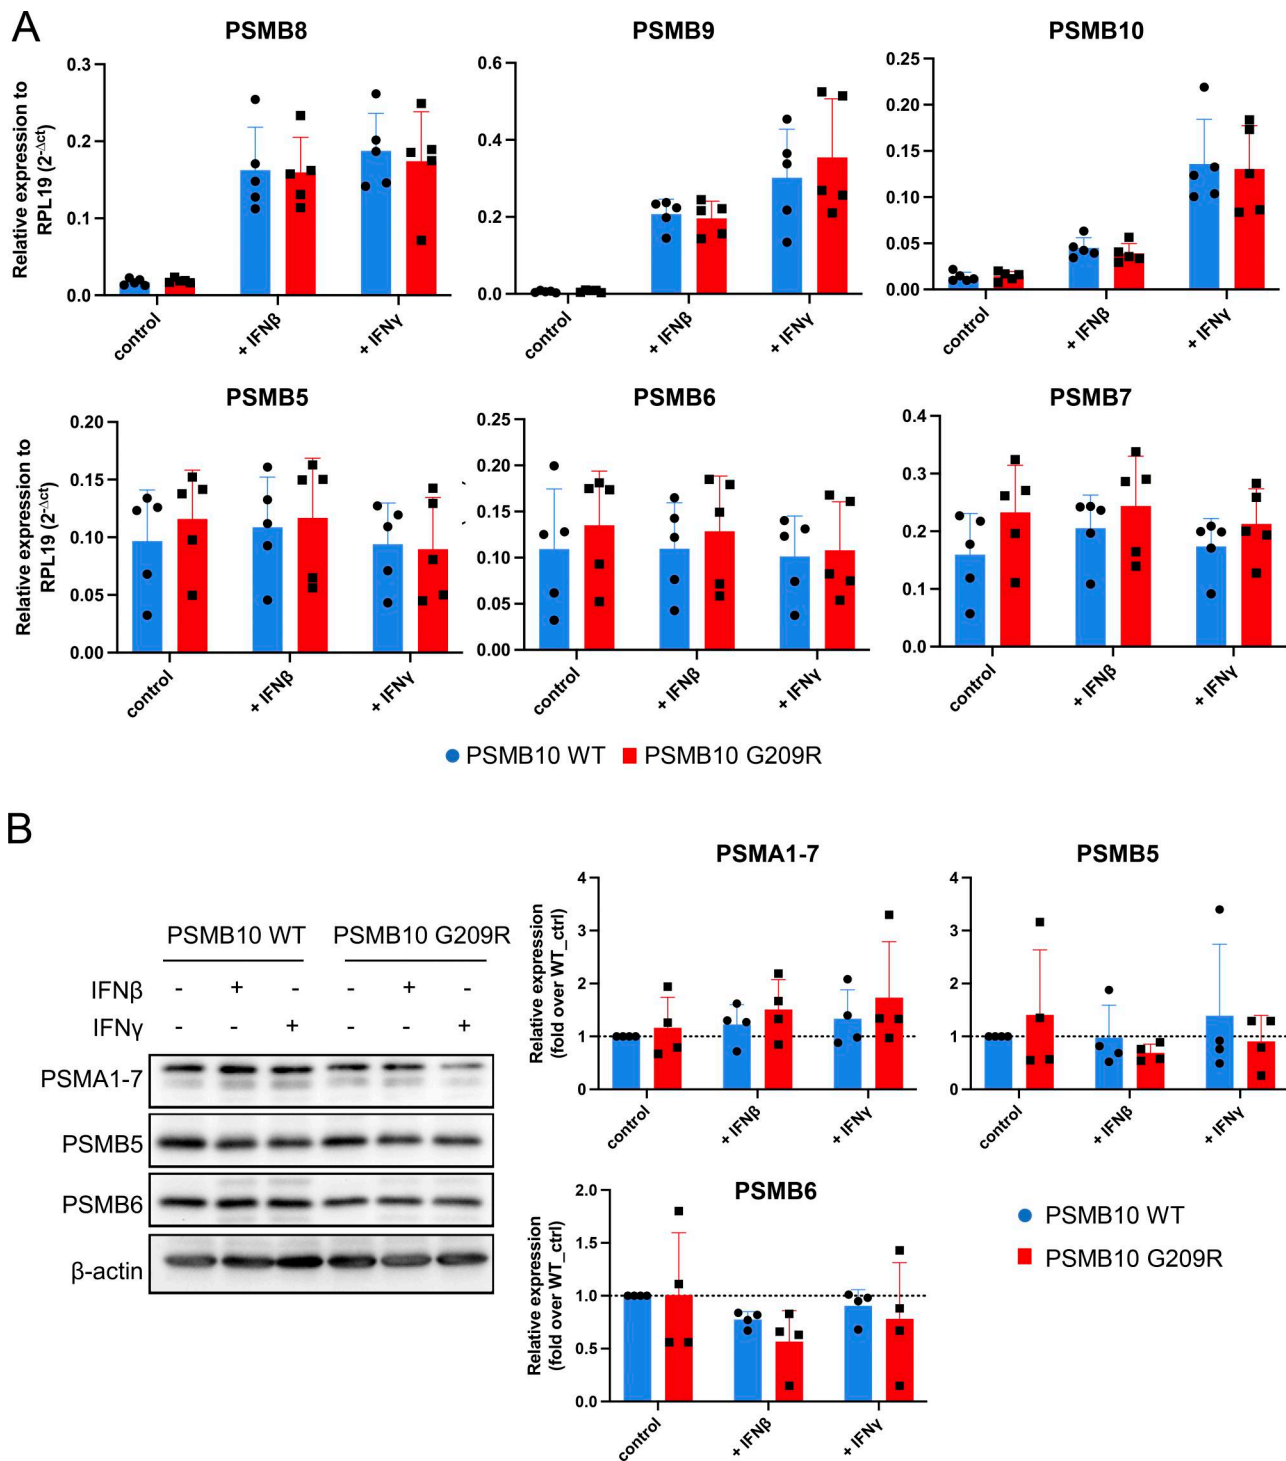 A
PSMB8
PSMB9
PSMB10
Relative expression to
RPL19 (2-Δct)
0.3
0.2
0.1
0.0
control
+ IFNβ
+ IFNγ
0.6
0.4
0.2
0.0
control
+ IFNβ
+ IFNγ
0.25
0.20
0.15
0.10
0.05
0.00
control
+ IFNβ
+ IFNγ
PSMB5
PSMB6
PSMB7
Relative expression to
RPL19 (2-Δct)
0.20
0.15
0.10
0.05
0.00
control
+ IFNβ
+ IFNγ
0.25
0.20
0.15
0.10
0.05
0.00
control
+ IFNβ
+ IFNγ
0.4
0.3
0.2
0.1
0.0
control
+ IFNβ
+ IFNγ
PSMB10 WT PSMB10 G209R
B
PSMB10 WT PSMB10 G209R
IFNβ - + - - + -
IFNγ - - + - - +
PSMA1-7
PSMB5
PSMB6
β-actin
PSMA1-7
Relative expression
(fold over WT_ctrl)
4
3
2
1
0
control
+ IFNβ
+ IFNγ
PSMB5
4
3
2
1
0
control
+ IFNβ
+ IFNγ
PSMB6
Relative expression
(fold over WT_ctrl)
2.0
1.5
1.0
0.5
0.0
control
+ IFNβ
+ IFNγ
PSMB10 WT
PSMB10 G209R